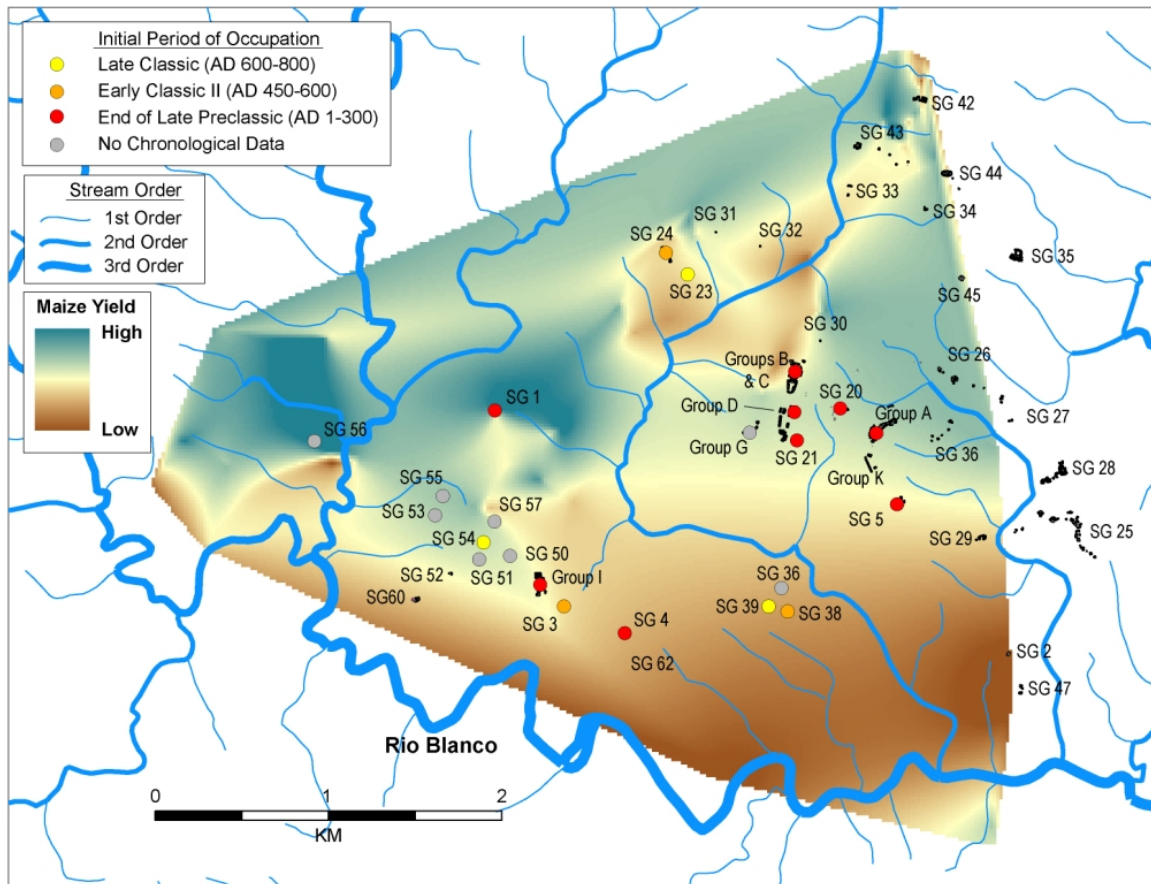 Initial Period of Occupation
Late Classic (AD 600-800)
Early Classic II (AD 450-600)
End of Late Preclassic (AD 1-300)
No Chronological Data
Stream Order
1st Order
2nd Order
3rd Order
Maize Yield
High
Low
SG 42
SG 43
SG 44
SG 33
SG 34
SG 31
SG 32
SG 24
SG 35
SG 23
SG 45
SG 30
Groups B
& C
SG 26
SG 1
Group D
SG 20
Group A
SG 27
SG 56
Group G
SG 21
SG 36
Group K
SG 28
SG 55
SG 53
SG 57
SG 5
SG 25
SG 54
SG 29
SG 50
SG 52
SG 51
Group I
SG 36
SG60
SG 39
SG 38
SG 3
SG 4
SG 2
SG 62
SG 47
Rio Blanco
0
2
KM